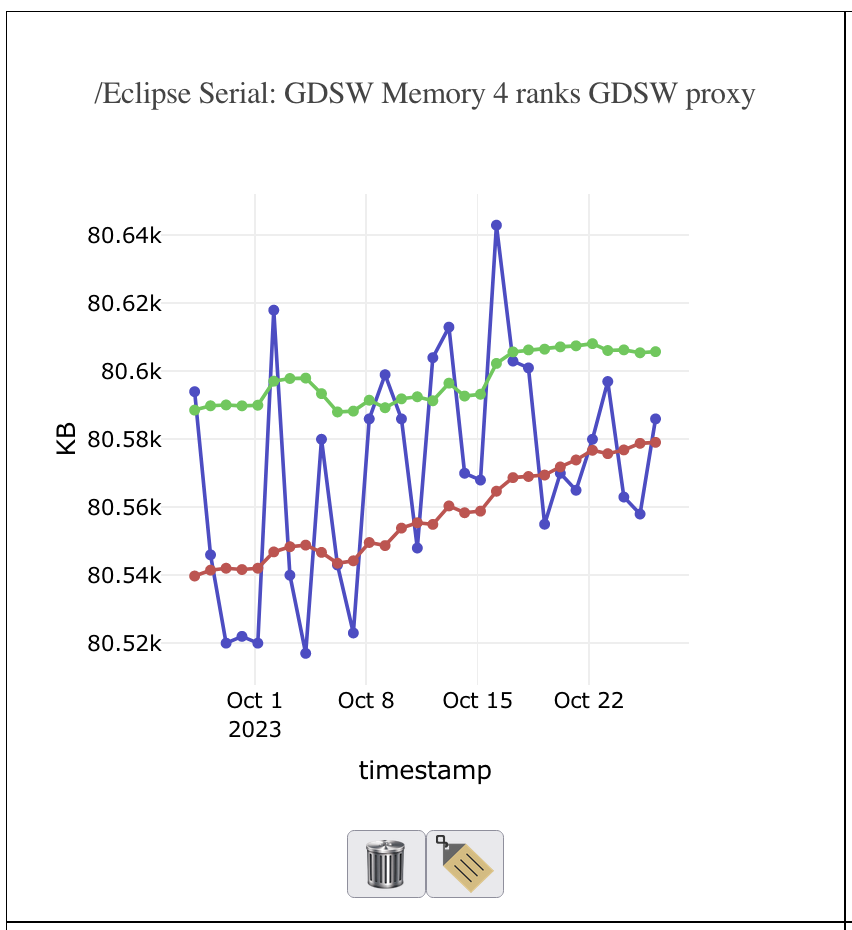 /Eclipse Serial: GDSW Memory 4 ranks GDSW proxy
80.64k
80.62k
80.6k
80.58k
80.56k
80.54k
80.52k
KB
Oct 1 Oct 8 Oct 15 Oct 22
2023
timestamp